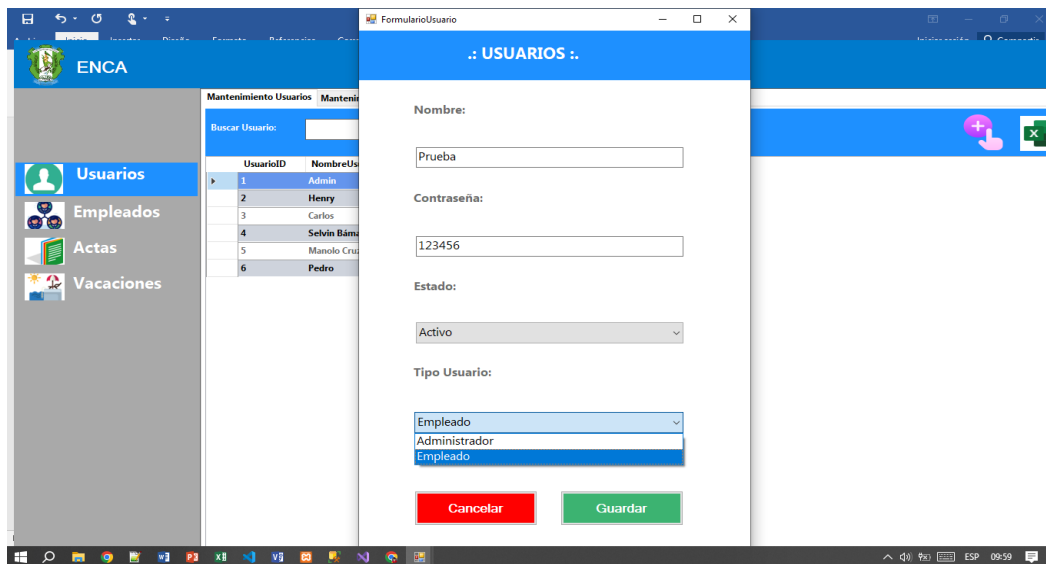 FormularioUsuario
.: USUARIOS :.
ENCA
Mantenimiento Usuarios
Buscar Usuario:
UsuarioID
1 Admin
2 Henry
3 Carlos
4 Selvin
5 Manolo
6 Pedro
Usuarios
Empleados
Actas
Vacaciones
Nombre:
Prueba
Contraseña:
123456
Estado:
Activo
Tipo Usuario:
Empleado
Administrador
Empleado
Cancelar Guardar
ESP 09:59